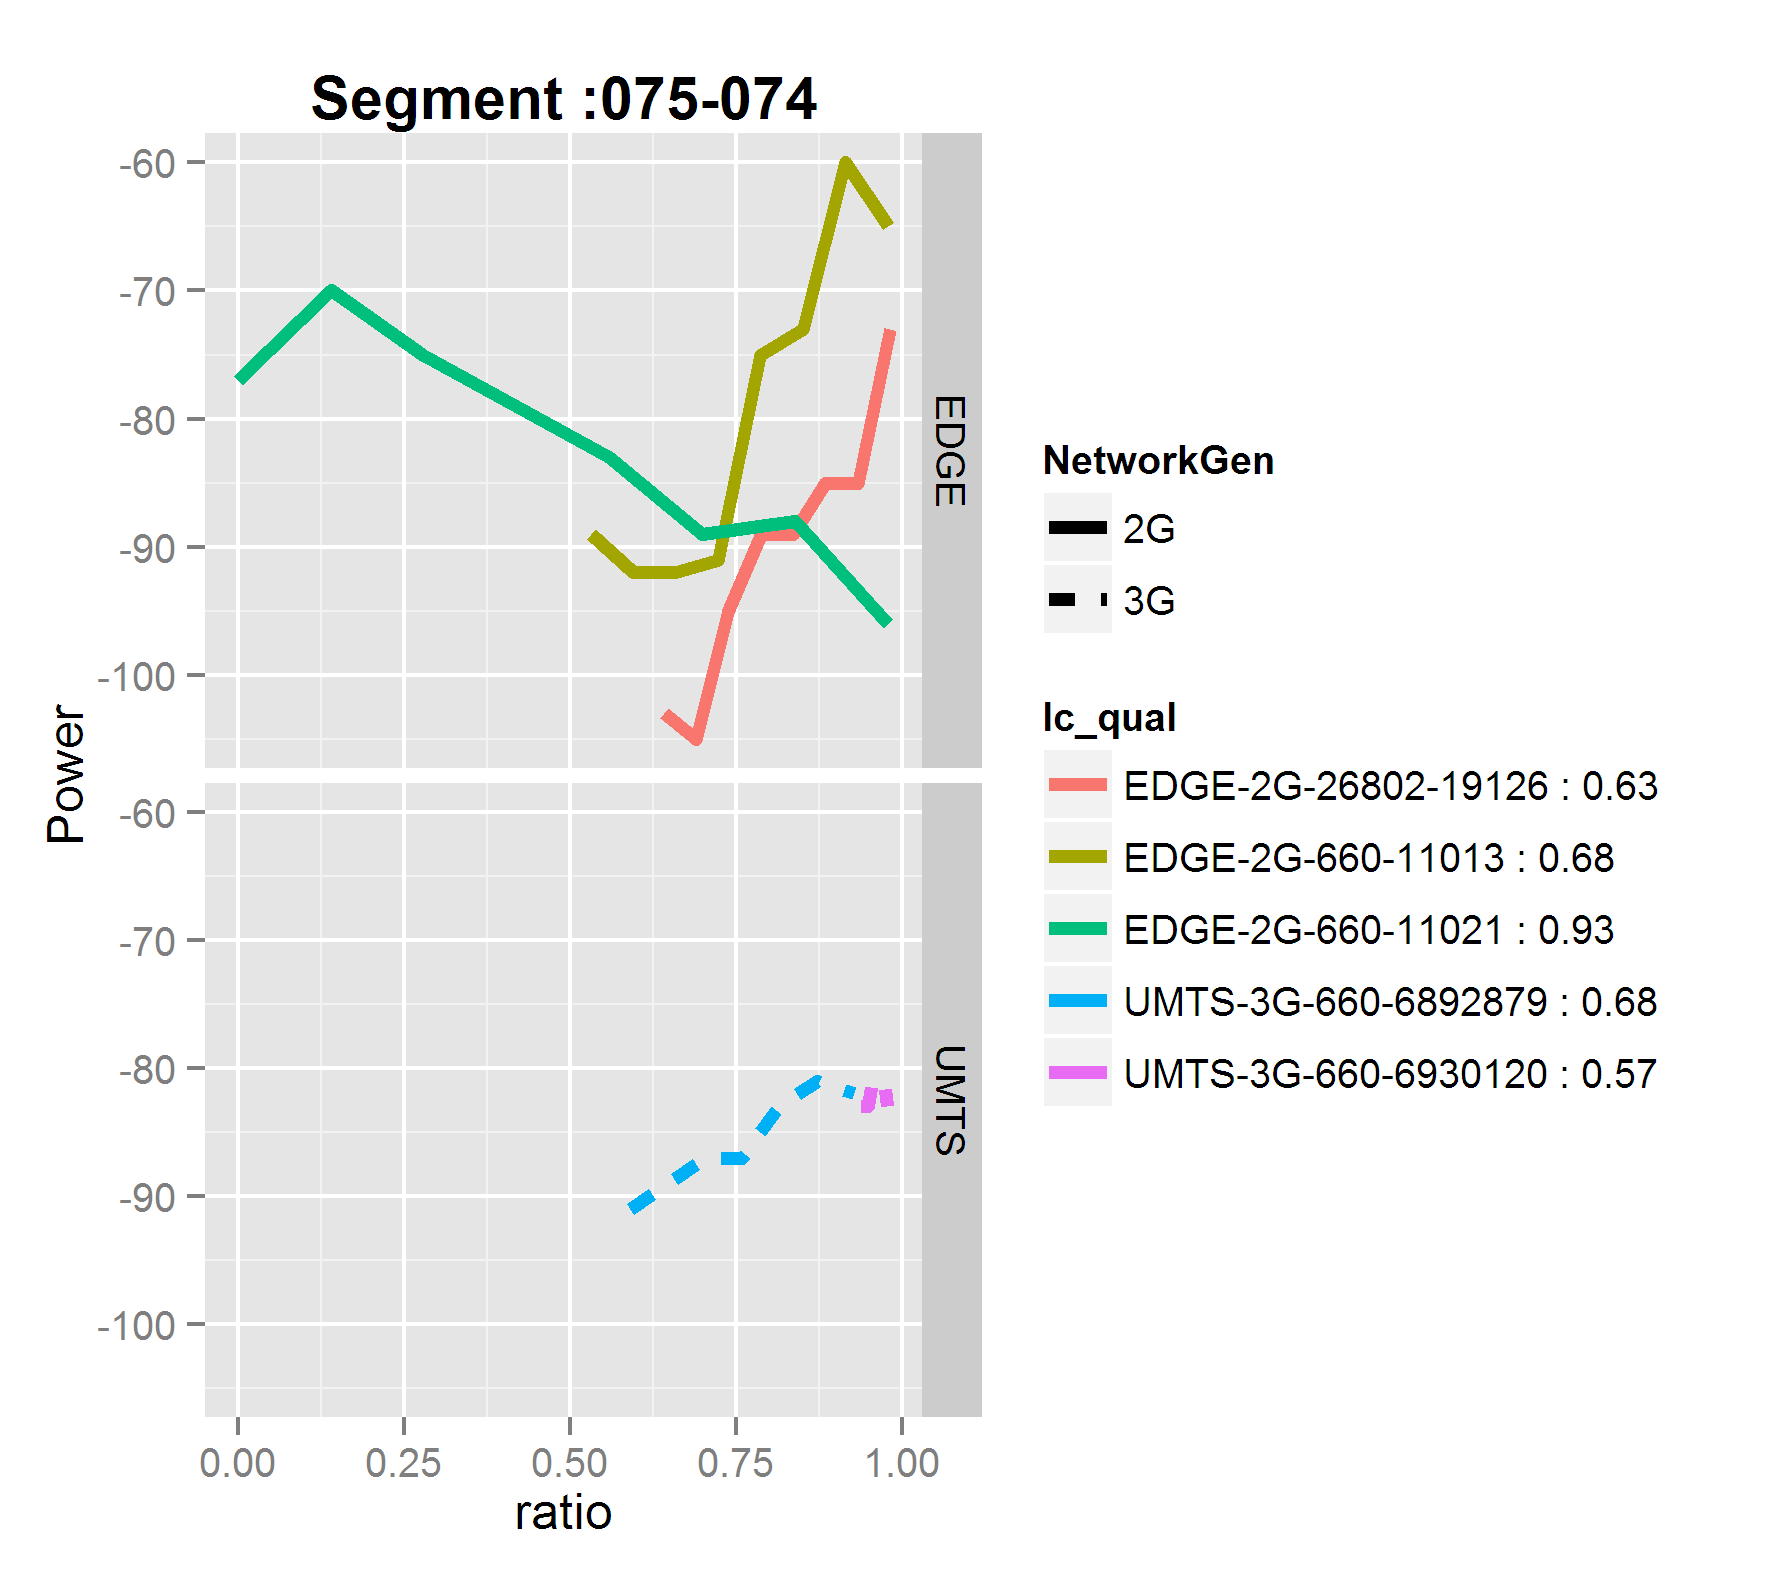 Segment :075-074
-60
-70
-80
-90
-100
EDGE
-60
-70
-80
-90
-100
UMTS
Power
0.00 0.25 0.50 0.75 1.00
ratio
NetworkGen
2G
3G
lc_qual
EDGE-2G-26802-19126 : 0.63
EDGE-2G-660-11013 : 0.68
EDGE-2G-660-11021 : 0.93
UMTS-3G-660-6892879 : 0.68
UMTS-3G-660-6930120 : 0.57